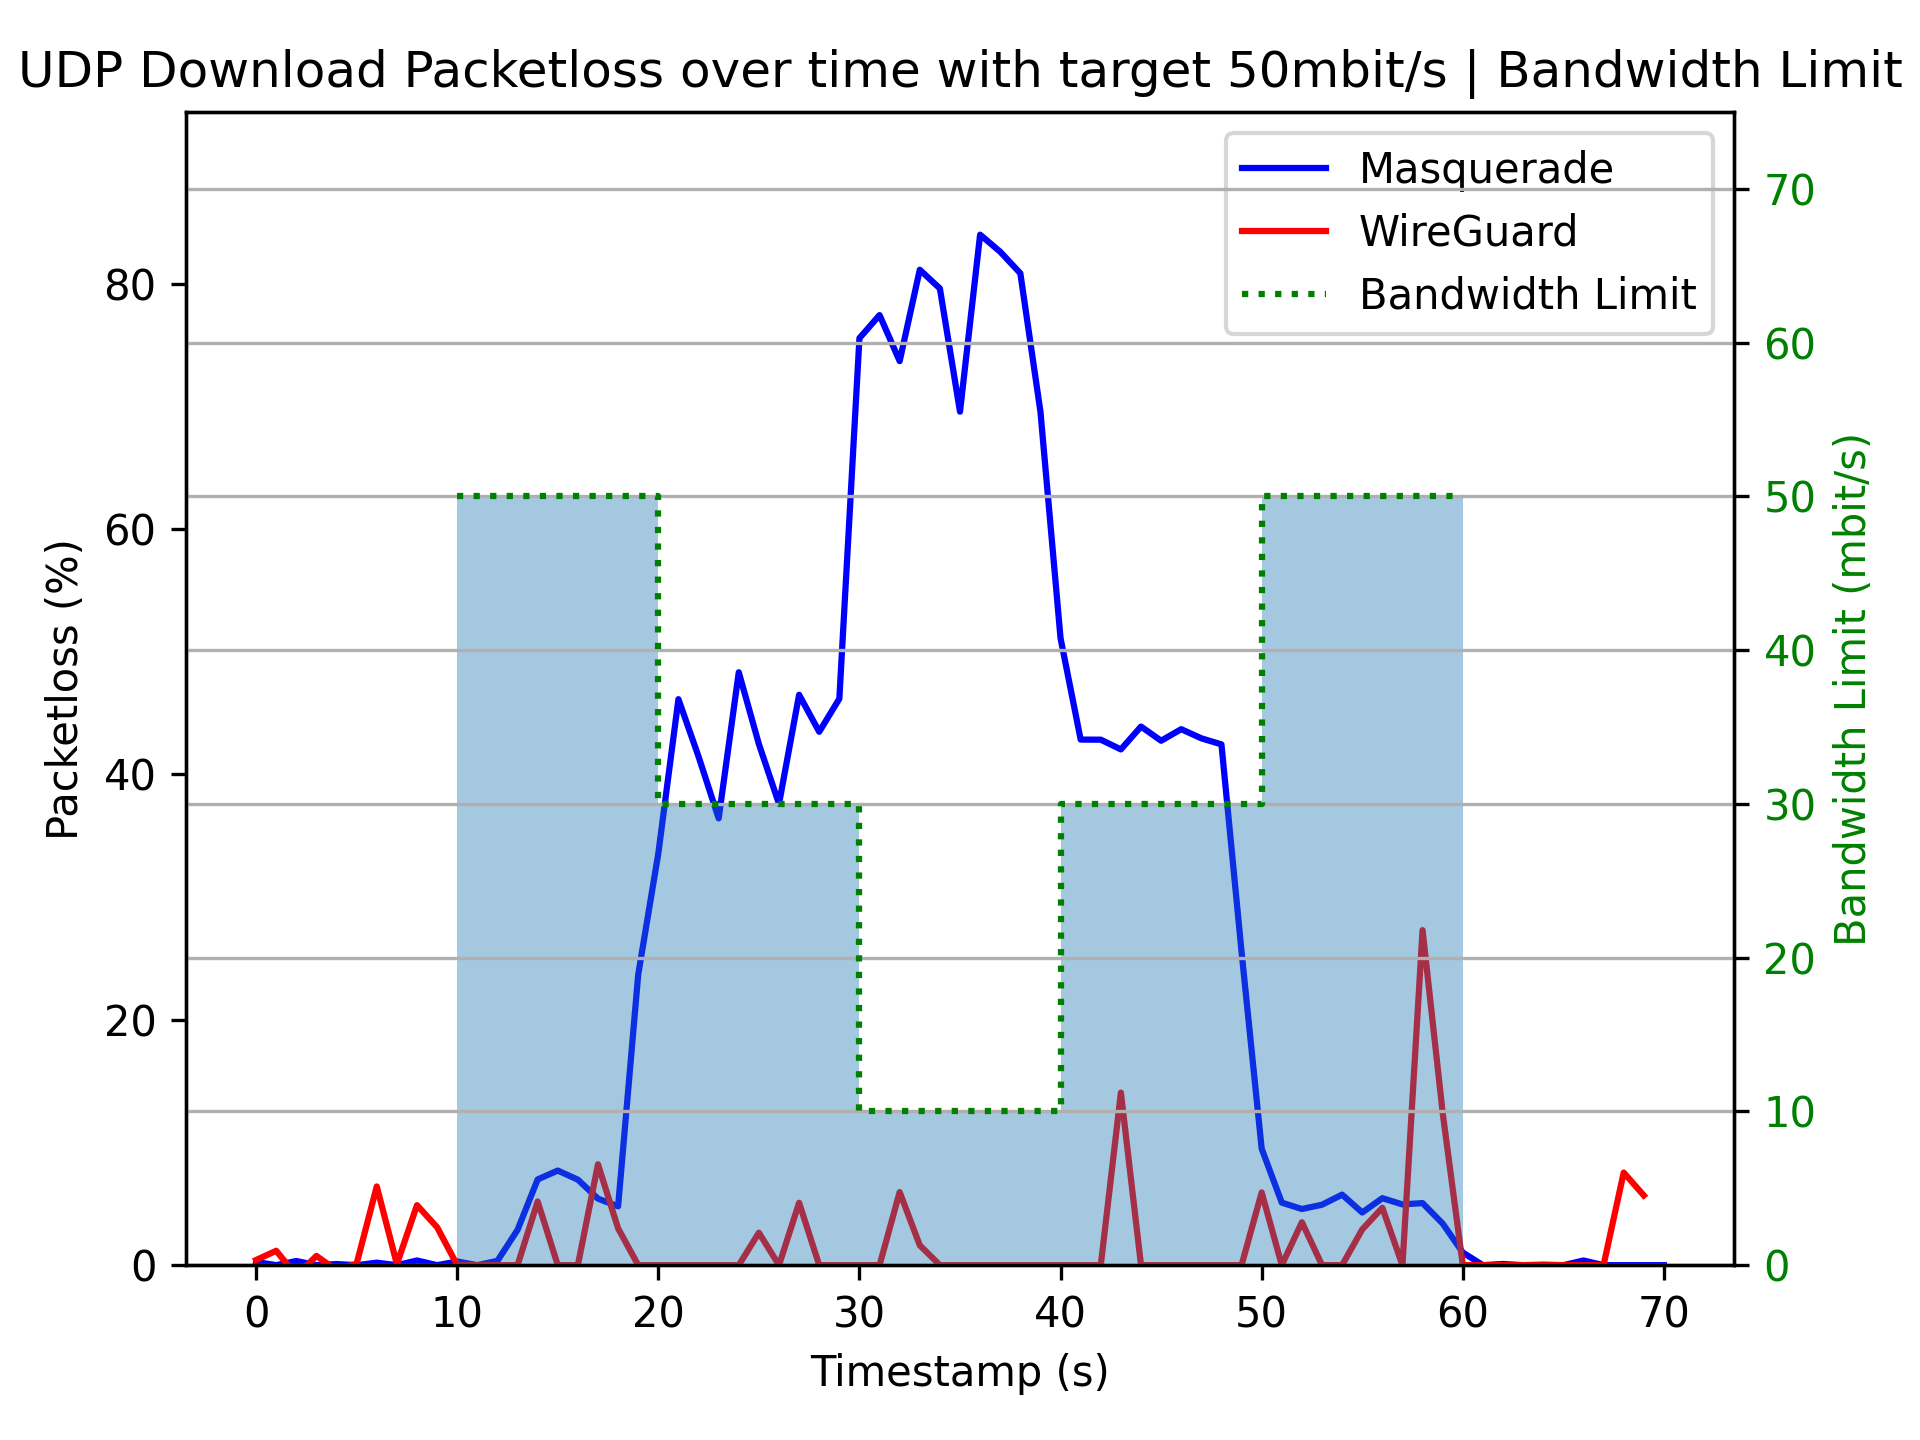 UDP Download Packetloss over time with target 50mbit/s | Bandwidth Limit
Masquerade
WireGuard
Bandwidth Limit
Packetloss (%)
80
60
40
20
0
70
60
50
40
30
20
10
0
Bandwidth Limit (mbit/s)
0 10 20 30 40 50 60 70
Timestamp (s)